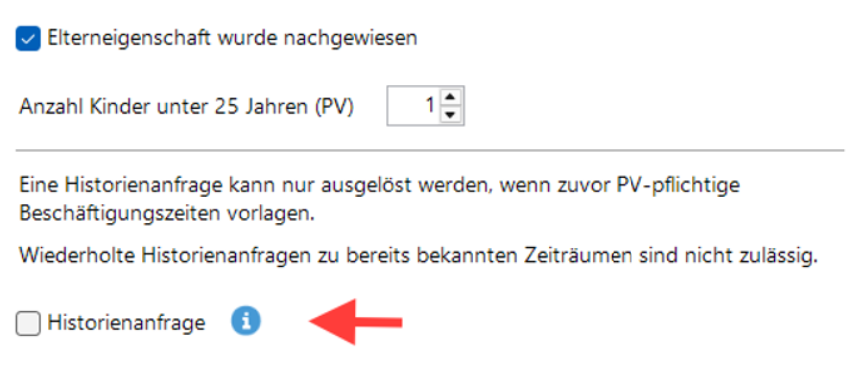 Elterneigenschaft wurde nachgewiesen
Anzahl Kinder unter 25 Jahren (PV) 1
Eine Historienanfrage kann nur ausgelöst werden, wenn zuvor PV-pflichtige
Beschäftigungszeiten vorlagen.
Wiederholte Historienanfragen zu bereits bekannten Zeiträumen sind nicht zulässig.
Historienanfrage i